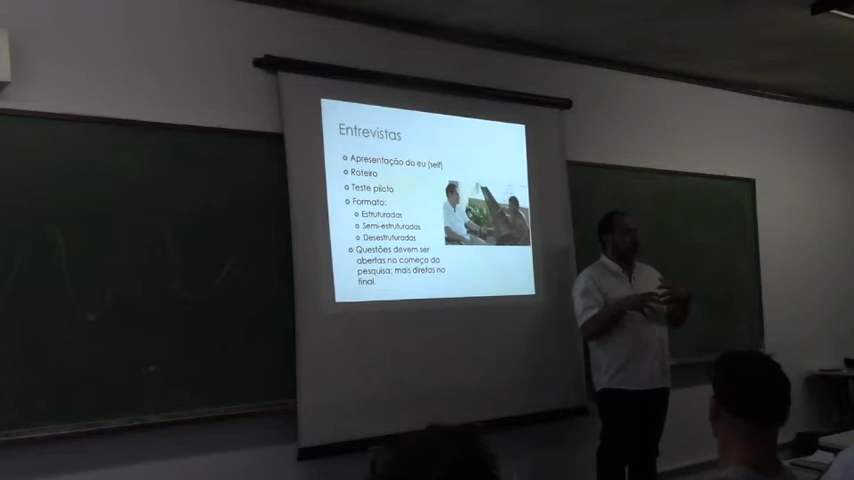 Entrevistas
Apresentação do eu (self)
Roteiro
Teste piloto
Formato:
Estruturadas
Semi-estruturadas
Desestruturadas
Questões devem ser
abertas no começo da
pesquisa; mais diretas no
final.